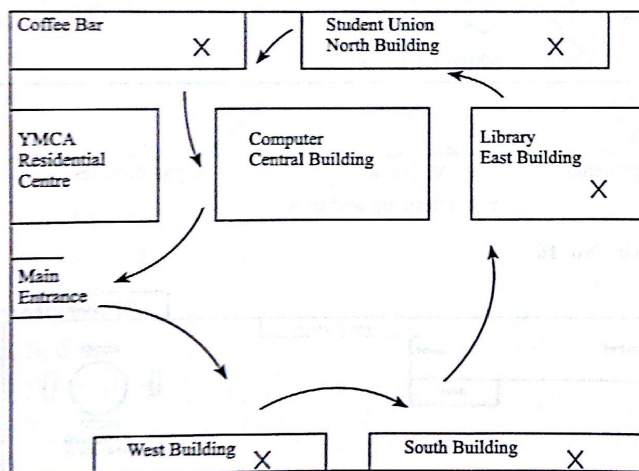 Coffee Bar
X
Student Union
North Building
X
YMCA
Residential
Centre
Computer
Central Building
Library
East Building
X
Main
Entrance
West Building
X
South Building
X